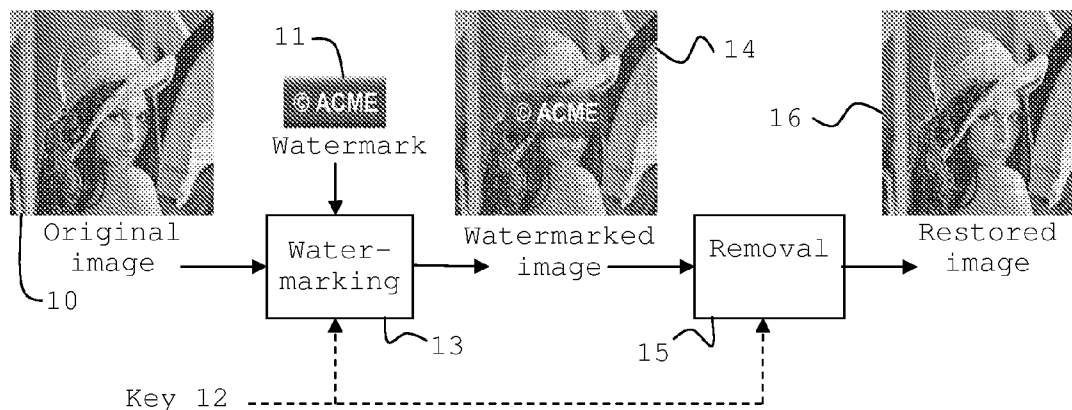 11
© ACME
Watermark
14
© ACME
16
Original
image
10
Water-
marking
13
Watermarked
image
Removal
15
Restored
image
Key 12